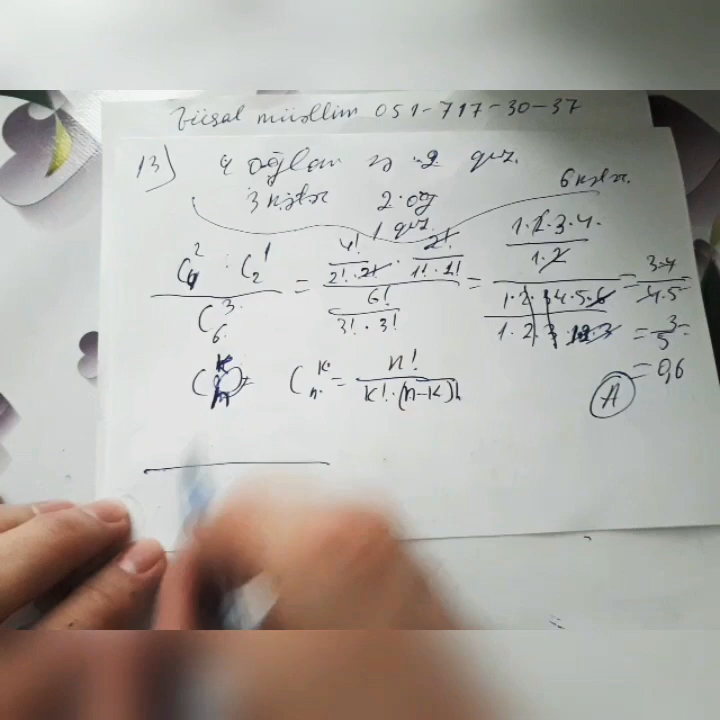 Vüsal müəllim 051-717-30-37
13) 4 oğlan və 2 qız.
3 nəfər 2 oğ 6 nəfər.
1 qız.
C₄² · C₂¹ / C₆³ = (4! / 2! · 2! · 2! / 1! · 1!) / (6! / 3! · 3!) = (1·2·3·4 / 1·2) / (1·2·3·4·5·6 / 1·2·3·1·2·3) = 3·4 / 4·5
= 3/5 =
= 0,6
Cₙᵏ = n! / k! · (n-k)!
A